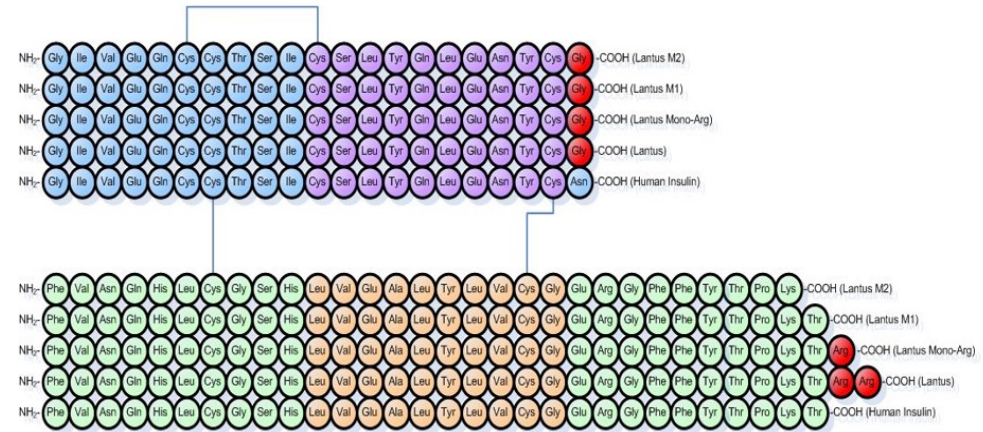 NH2- Gly Ile Val Glu Gln Cys Cys Thr Ser Ile Cys Ser Leu Tyr Gln Leu Glu Asn Tyr Cys Gly -COOH (Lantus M2)
NH2- Gly Ile Val Glu Gln Cys Cys Thr Ser Ile Cys Ser Leu Tyr Gln Leu Glu Asn Tyr Cys Gly -COOH (Lantus M1)
NH2- Gly Ile Val Glu Gln Cys Cys Thr Ser Ile Cys Ser Leu Tyr Gln Leu Glu Asn Tyr Cys Gly -COOH (Lantus Mono-Arg)
NH2- Gly Ile Val Glu Gln Cys Cys Thr Ser Ile Cys Ser Leu Tyr Gln Leu Glu Asn Tyr Cys Gly -COOH (Lantus)
NH2- Gly Ile Val Glu Gln Cys Cys Thr Ser Ile Cys Ser Leu Tyr Gln Leu Glu Asn Tyr Cys Asn -COOH (Human Insulin)
NH2- Phe Val Asn Gln His Leu Cys Gly Ser His Leu Val Glu Ala Leu Tyr Leu Val Cys Gly Glu Arg Gly Phe Phe Tyr Thr Pro Lys -COOH (Lantus M2)
NH2- Phe Val Asn Gln His Leu Cys Gly Ser His Leu Val Glu Ala Leu Tyr Leu Val Cys Gly Glu Arg Gly Phe Phe Tyr Thr Pro Lys Thr -COOH (Lantus M1)
NH2- Phe Val Asn Gln His Leu Cys Gly Ser His Leu Val Glu Ala Leu Tyr Leu Val Cys Gly Glu Arg Gly Phe Phe Tyr Thr Pro Lys Thr Arg -COOH (Lantus Mono-Arg)
NH2- Phe Val Asn Gln His Leu Cys Gly Ser His Leu Val Glu Ala Leu Tyr Leu Val Cys Gly Glu Arg Gly Phe Phe Tyr Thr Pro Lys Thr Arg Arg -COOH (Lantus)
NH2- Phe Val Asn Gln His Leu Cys Gly Ser His Leu Val Glu Ala Leu Tyr Leu Val Cys Gly Glu Arg Gly Phe Phe Tyr Thr Pro Lys Thr -COOH (Human Insulin)